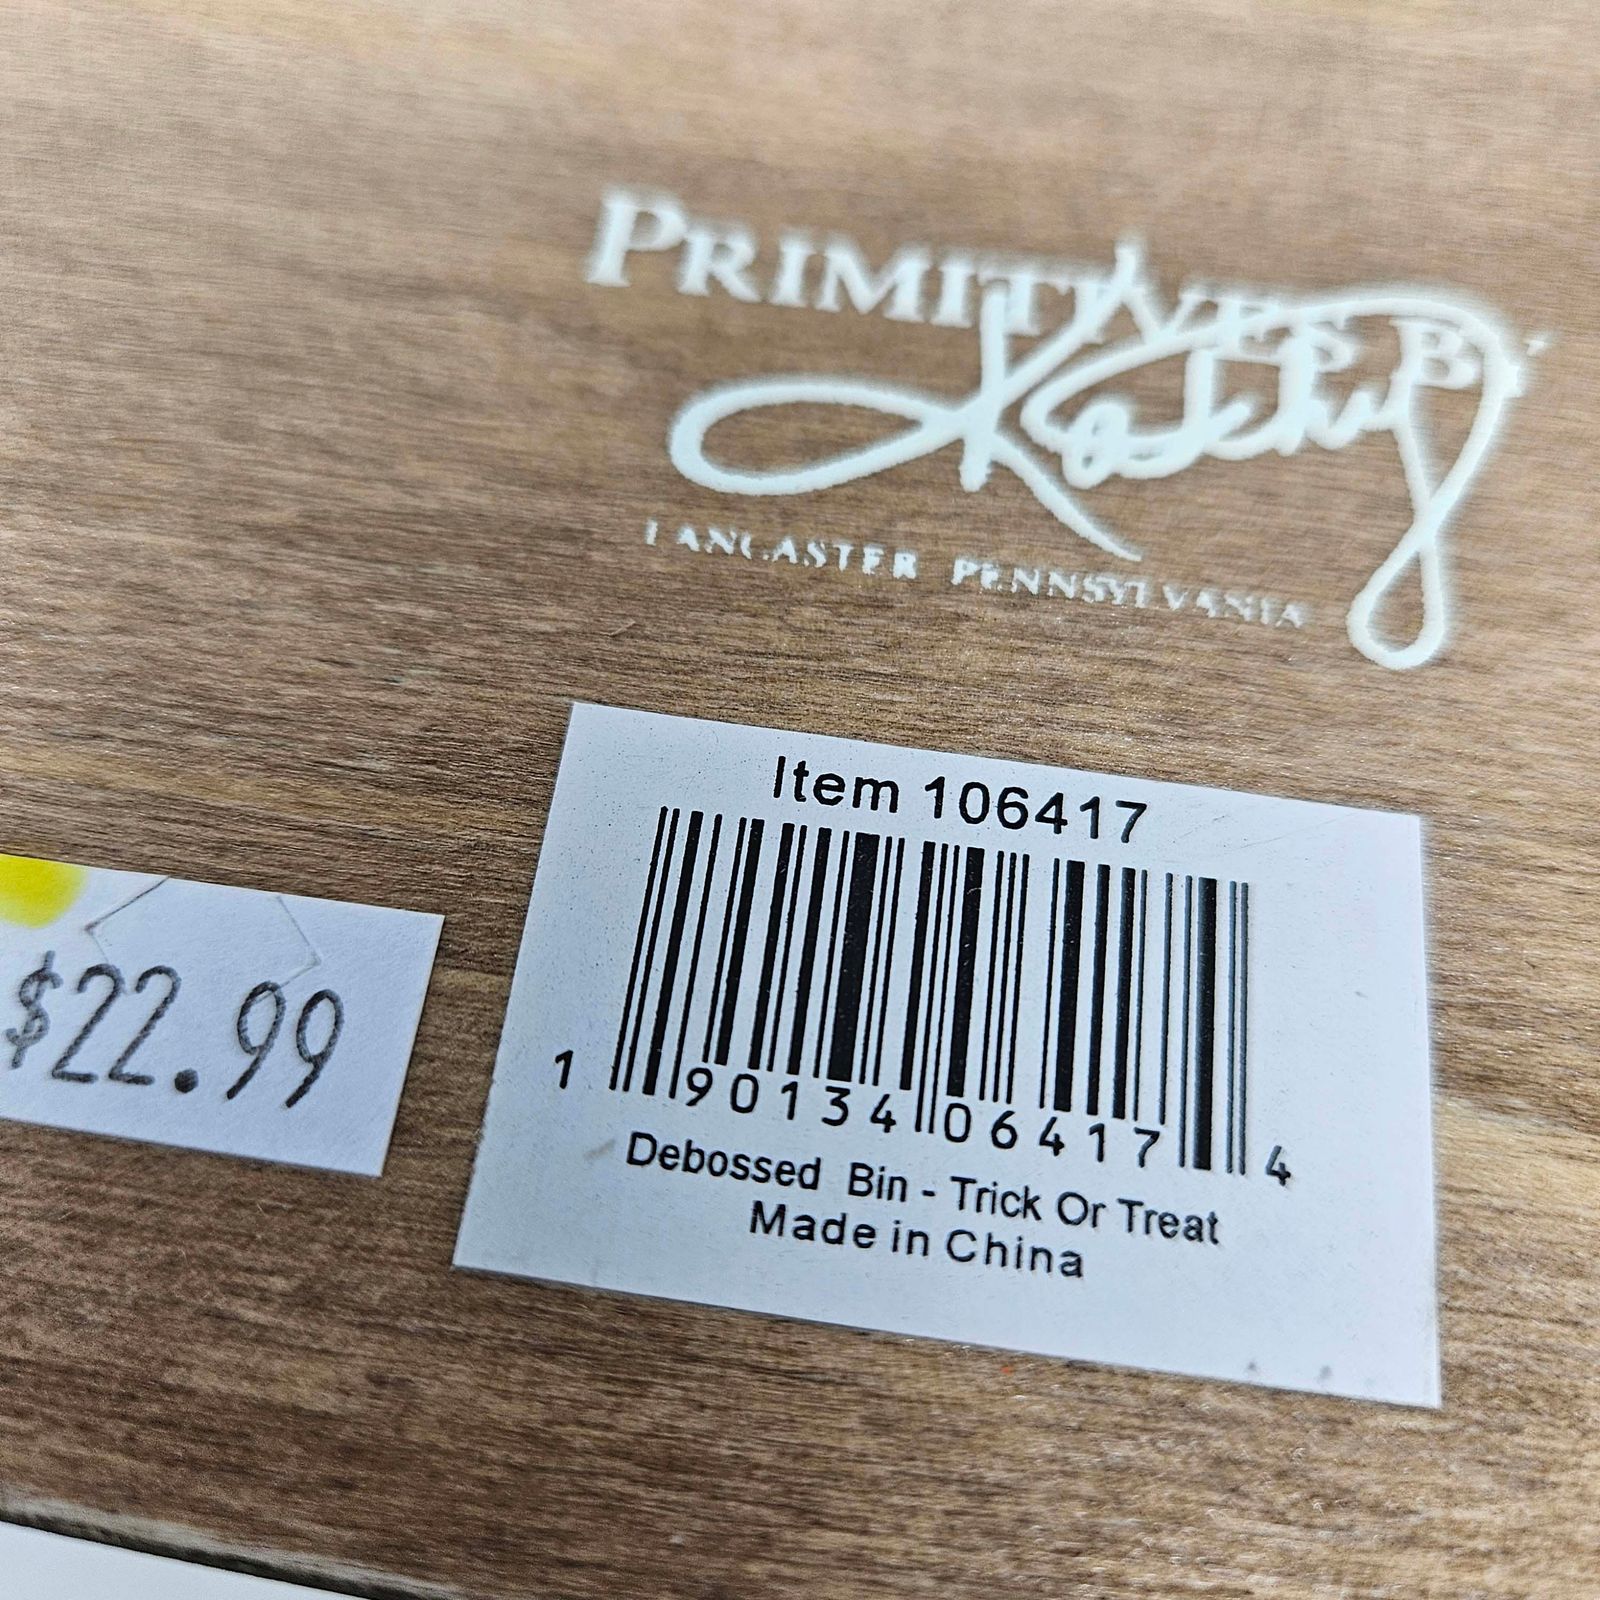 PRIMITIVES BY
Kathy
LANCASTER PENNSYLVANIA
Item 106417
1 90134 06417 4
Debossed Bin - Trick Or Treat
Made in China
$22.99